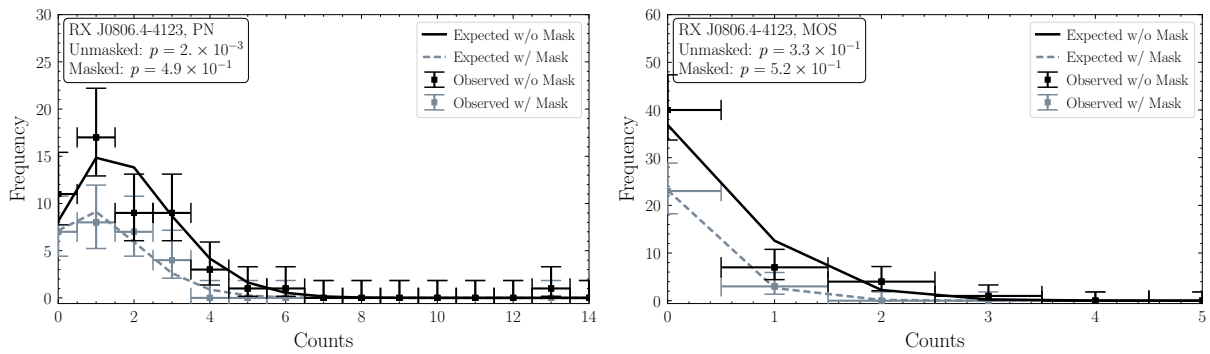 RX J0806.4-4123, PN
Unmasked: p = 2. × 10⁻³
Masked: p = 4.9 × 10⁻¹
Expected w/o Mask
Expected w/ Mask
Observed w/o Mask
Observed w/ Mask
30
25
20
15
10
5
0
Frequency
0 2 4 6 8 10 12 14
Counts
RX J0806.4-4123, MOS
Unmasked: p = 3.3 × 10⁻¹
Masked: p = 5.2 × 10⁻¹
Expected w/o Mask
Expected w/ Mask
Observed w/o Mask
Observed w/ Mask
60
50
40
30
20
10
0
Frequency
0 1 2 3 4 5
Counts